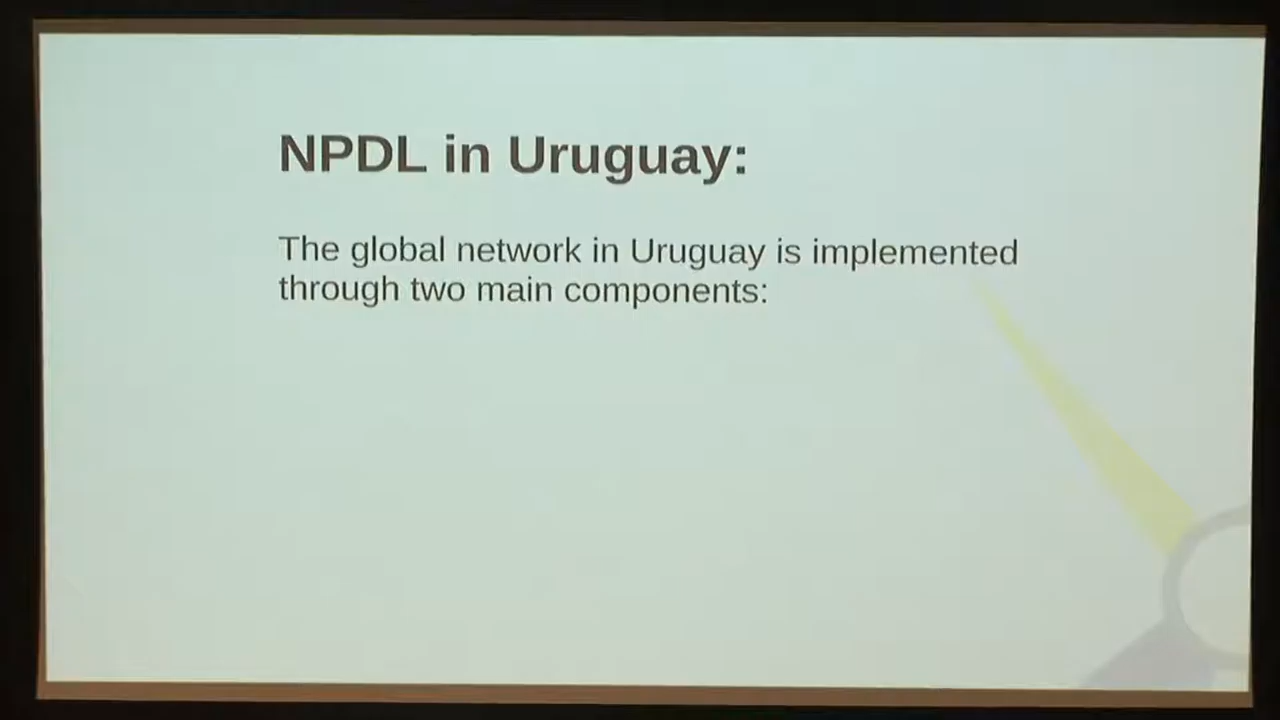 NPDL in Uruguay:
The global network in Uruguay is implemented
through two main components: